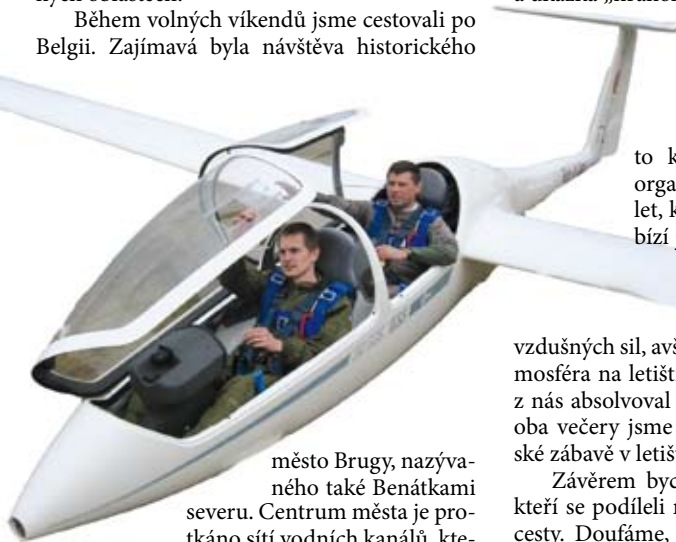 Během volných víkendů jsme cestovali po
Belgii. Zajímavá byla návštěva historického
město Brugy, nazýva-
ného také Benátkami
severu. Centrum města je pro-
tkáno sítí vodních kanálů, kte-
to k
orga
let, k
bízí
vzdušných sil, avš
mosféra na letišt
z nás absolvoval
oba večery jsme
ské zábavě v letiš
Závěrem byc
kteří se podíleli
cesty. Doufáme,